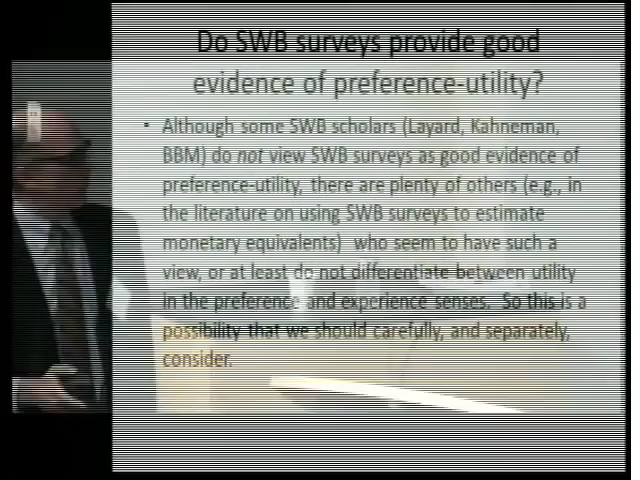 Do SWB surveys provide good
evidence of preference-utility?
• Although some SWB scholars (Layard, Kahneman,
BBM) do not view SWB surveys as good evidence of
preference-utility, there are plenty of others (e.g., in
the literature on using SWB surveys to estimate
monetary equivalents) who seem to have such a
view, or at least do not differentiate between utility
in the preference and experience senses. So this is a
possibility that we should carefully, and separately,
consider.